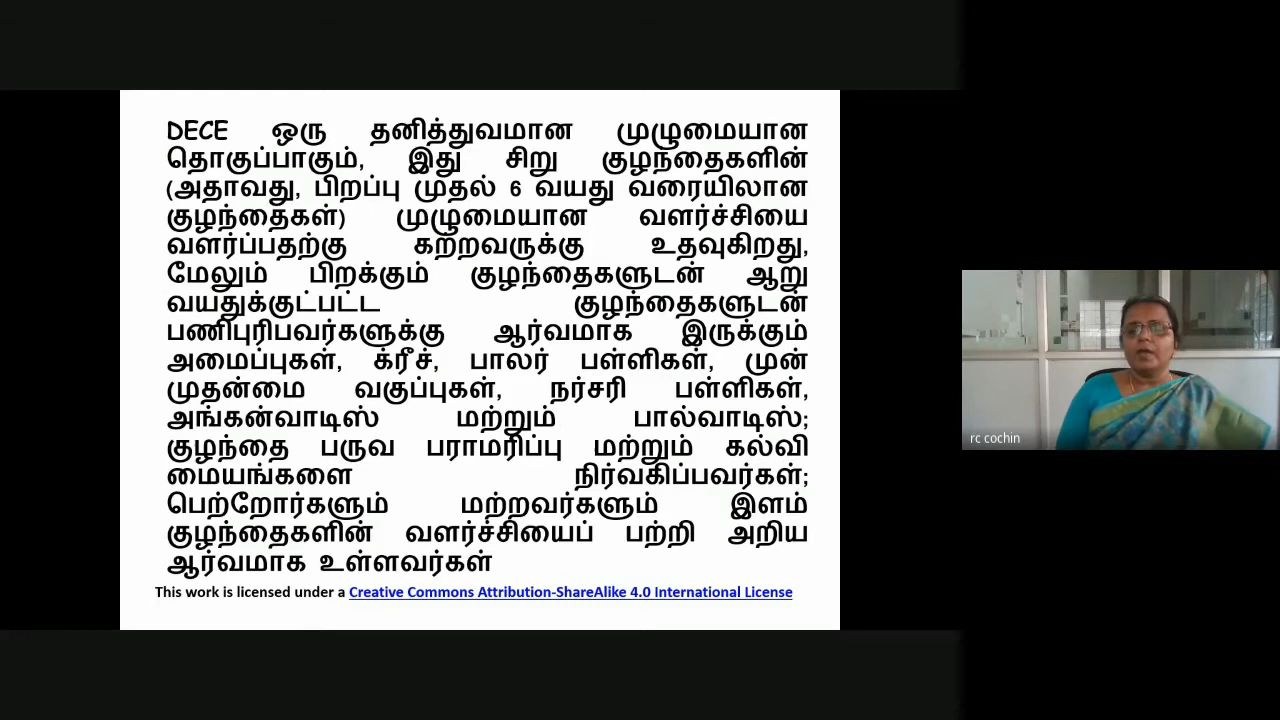 DECE ஒரு தனித்துவமான முழுமையான
தொகுப்பாகும், இது சிறு குழந்தைகளின்
(அதாவது, பிறப்பு முதல் 6 வயது வரையிலான
குழந்தைகள்) முழுமையான வளர்ச்சியை
வளர்ப்பதற்கு கற்றவருக்கு உதவுகிறது,
மேலும் பிறக்கும் குழந்தைகளுடன் ஆறு
வயதுக்குட்பட்ட குழந்தைகளுடன்
பணிபுரிபவர்களுக்கு ஆர்வமாக இருக்கும்
அமைப்புகள், க்ரீச், பாலர் பள்ளிகள், முன்
முதன்மை வகுப்புகள், நர்சரி பள்ளிகள்,
அங்கன்வாடிஸ் மற்றும் பால்வாடிஸ்;
குழந்தை பருவ பராமரிப்பு மற்றும் கல்வி
மையங்களை நிர்வகிப்பவர்கள்;
பெற்றோர்களும் மற்றவர்களும் இளம்
குழந்தைகளின் வளர்ச்சியைப் பற்றி அறிய
ஆர்வமாக உள்ளவர்கள்
This work is licensed under a Creative Commons Attribution-ShareAlike 4.0 International License
rc cochin